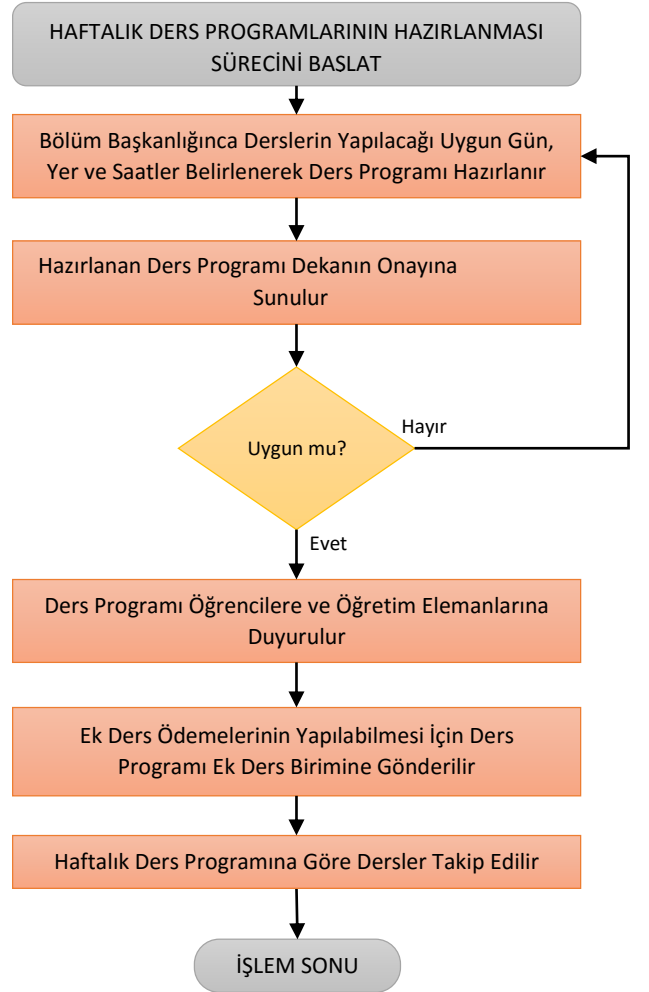 HAFTALIK DERS PROGRAMLARININ HAZIRLANMASI
SÜRECİNİ BAŞLAT
Bölüm Başkanlığınca Derslerin Yapılacağı Uygun Gün,
Yer ve Saatler Belirlenerek Ders Programı Hazırlanır
Hazırlanan Ders Programı Dekanın Onayına
Sunulur
Hayır
Uygun mu?
Evet
Ders Programı Öğrencilere ve Öğretim Elemanlarına
Duyurulur
Ek Ders Ödemelerinin Yapılabilmesi İçin Ders
Programı Ek Ders Birimine Gönderilir
Haftalık Ders Programına Göre Dersler Takip Edilir
İŞLEM SONU